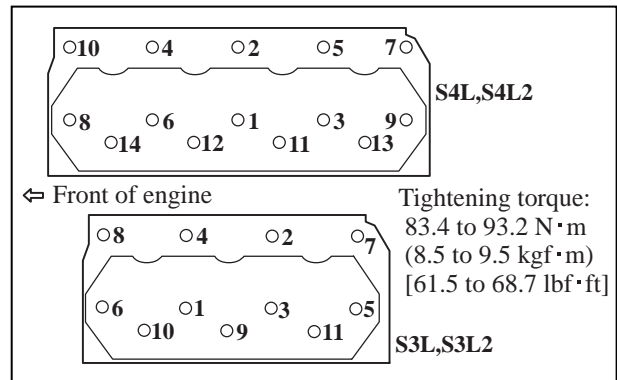 10 4 2 5 7
S4L,S4L2
8 6 1 3 9
14 12 11 13
⇦ Front of engine
Tightening torque:
83.4 to 93.2 N·m
(8.5 to 9.5 kgf·m)
[61.5 to 68.7 lbf·ft]
8 4 2 7
6 1 3 5
10 9 11
S3L,S3L2